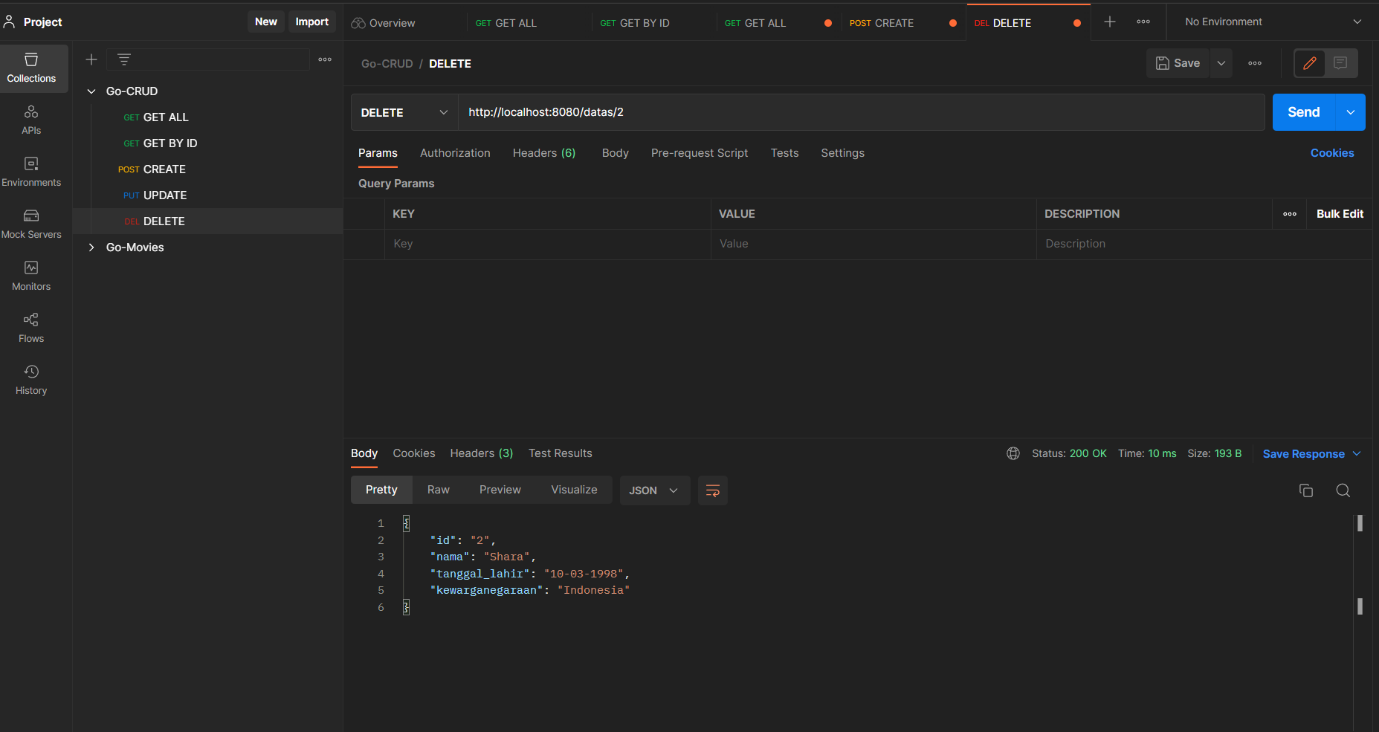 Project New Import Overview GET GET ALL GET GET BY ID GET GET ALL POST CREATE DEL DELETE No Environment
Collections
APIs
Environments
Mock Servers
Monitors
Flows
History
Go-CRUD
GET GET ALL
GET GET BY ID
POST CREATE
PUT UPDATE
DEL DELETE
Go-Movies
Go-CRUD / DELETE Save
DELETE http://localhost:8080/datas/2 Send
Params Authorization Headers (6) Body Pre-request Script Tests Settings Cookies
Query Params
KEY VALUE DESCRIPTION Bulk Edit
Key Value Description
Body Cookies Headers (3) Test Results Status: 200 OK Time: 10 ms Size: 193 B Save Response
Pretty Raw Preview Visualize JSON
1 {
2 "id": "2",
3 "nama": "Shara",
4 "tanggal_lahir": "10-03-1998",
5 "kewarganegaraan": "Indonesia"
6 }